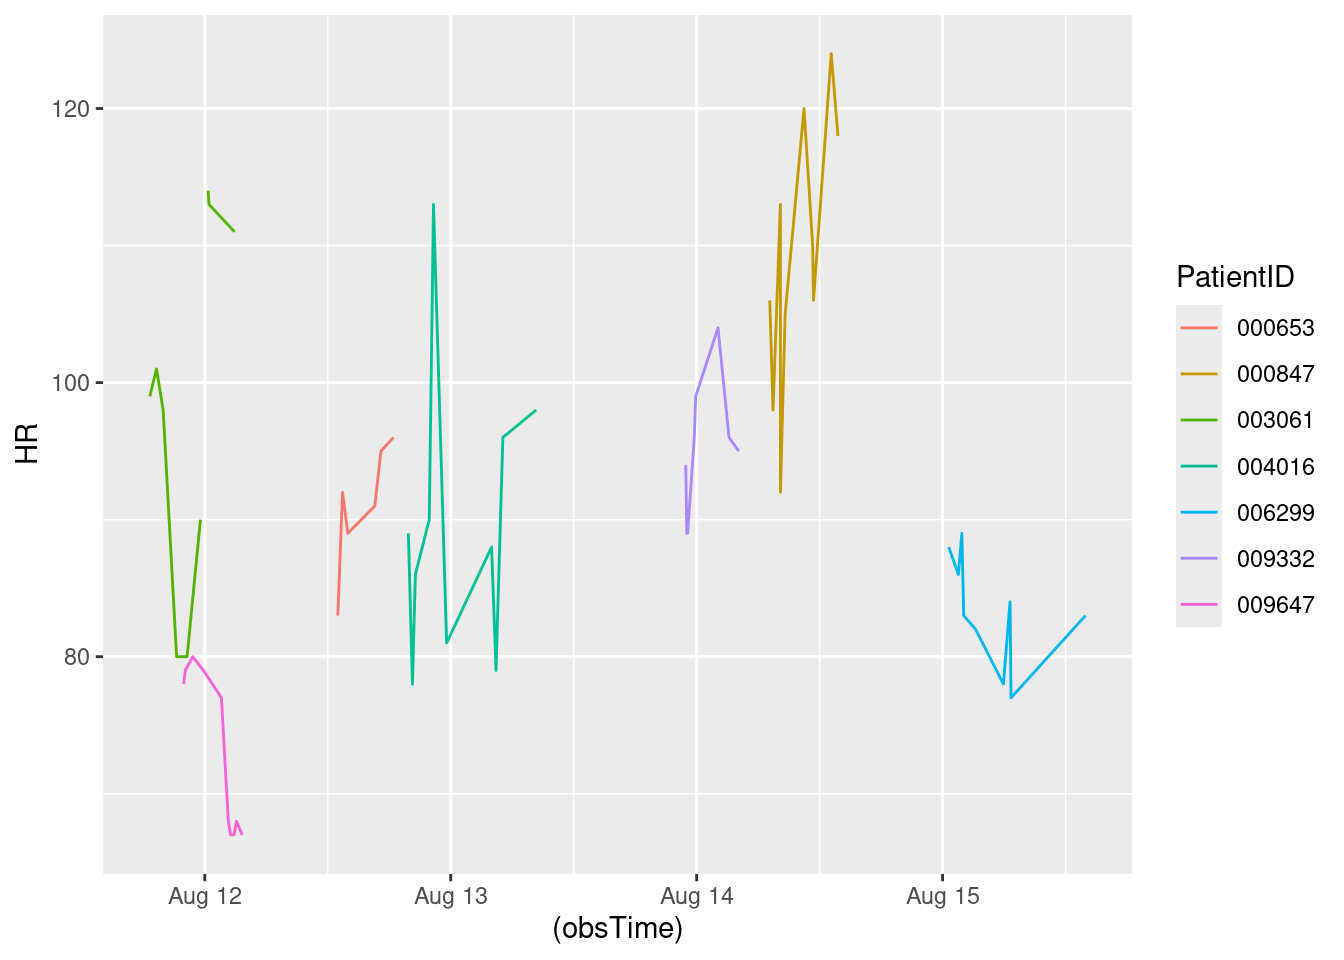 120
100
80
HR
Aug 12
Aug 13
Aug 14
Aug 15
(obsTime)
PatientID
000653
000847
003061
004016
006299
009332
009647